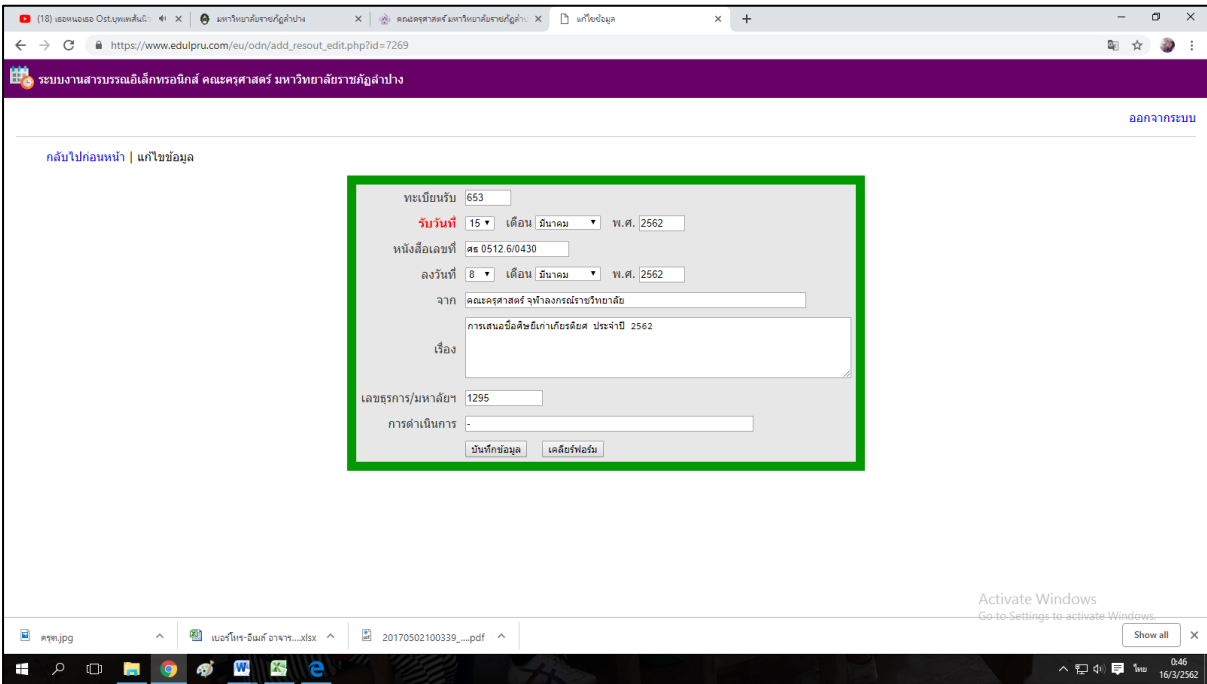 (18) เธอหนอเธอ Ost.บุพเพสันนิว
มหาวิทยาลัยราชภัฏลำปาง
คณะครุศาสตร์ มหาวิทยาลัยราชภัฏลำป
แก้ไขข้อมูล
https://www.edulpru.com/eu/odn/add_resout_edit.php?id=7269
ระบบงานสารบรรณอิเล็กทรอนิกส์ คณะครุศาสตร์ มหาวิทยาลัยราชภัฏลำปาง
ออกจากระบบ
กลับไปก่อนหน้า | แก้ไขข้อมูล
ทะเบียนรับ 653
รับวันที่ 15 เดือน มีนาคม พ.ศ. 2562
หนังสือเลขที่ ศธ 0512.6/0430
ลงวันที่ 8 เดือน มีนาคม พ.ศ. 2562
จาก คณะครุศาสตร์ จุฬาลงกรณ์ราชวิทยาลัย
การเสนอชื่อศิษย์เก่าเกียรติยศ ประจำปี 2562
เรื่อง
เลขธุรการ/มหาลัยฯ 1295
การดำเนินการ -
บันทึกข้อมูล เคลียร์ฟอร์ม
Activate Windows
Go to Settings to activate Windows.
ครุฑ.jpg
เบอร์โทร-อีเมล์ อาจาร....xlsx
20170502100339_....pdf
Show all
ไทย
0:46
16/3/2562